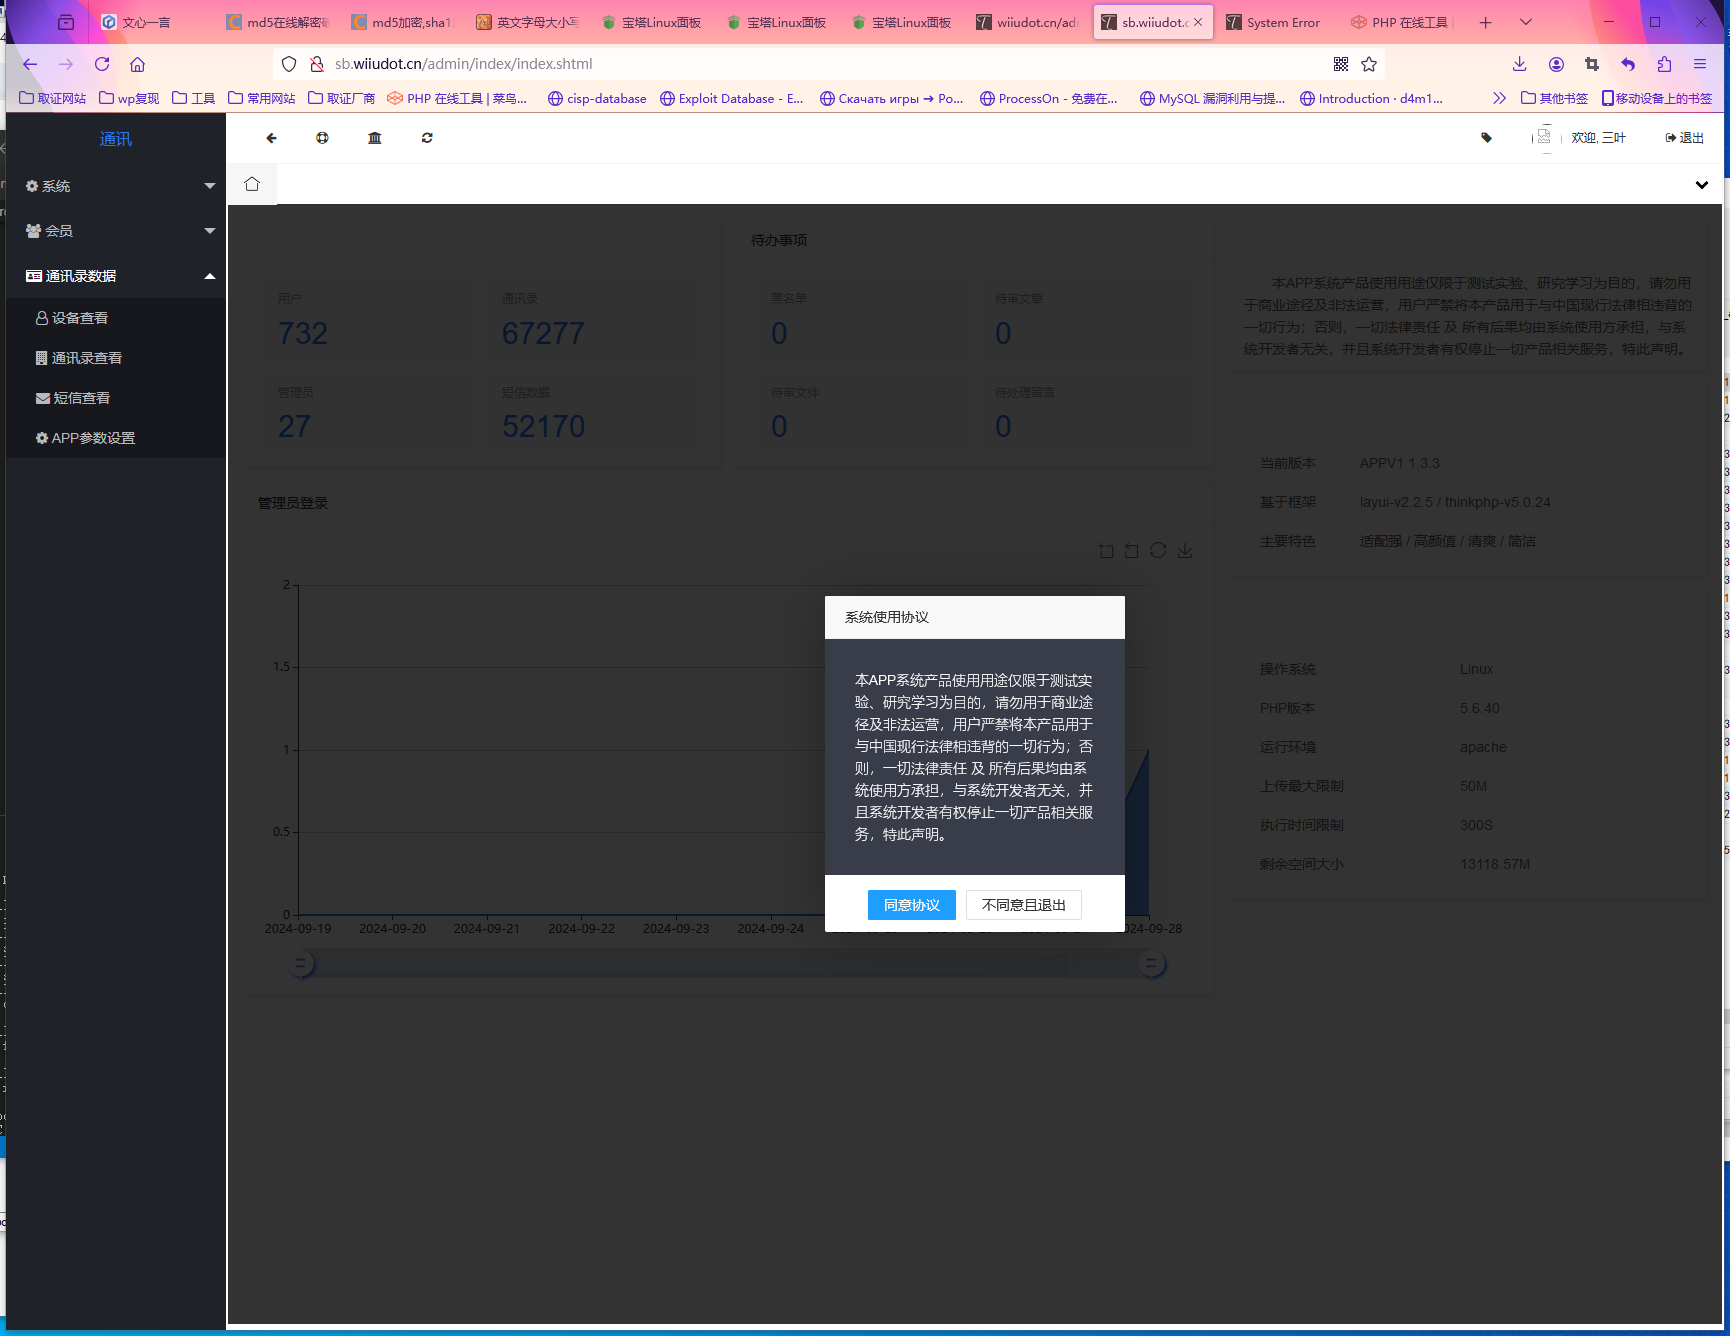 文心一言
md5在线解密破
md5加密,sha1
英文字母大小写
宝塔Linux面板
宝塔Linux面板
宝塔Linux面板
wiiudot.cn/adm
sb.wiiudot.c
System Error
PHP 在线工具
sb.wiiudot.cn/admin/index/index.shtml
取证网站
wp复现
工具
常用网站
取证厂商
PHP 在线工具 | 菜鸟...
cisp-database
Exploit Database - E...
Скачать игры → Po...
ProcessOn - 免费在...
MySQL 漏洞利用与提...
Introduction · d4m1...
其他书签
移动设备上的书签
通讯
欢迎, 三叶
退出
系统
会员
通讯录数据
设备查看
通讯录查看
短信查看
APP参数设置
用户
732
通讯录
67277
管理员
27
短信数据
52170
待办事项
黑名单
0
待审文章
0
待审文件
0
待处理留言
0
本APP系统产品使用用途仅限于测试实验、研究学习为目的，请勿用
于商业途径及非法运营，用户严禁将本产品用于与中国现行法律相违背的
一切行为；否则，一切法律责任 及 所有后果均由系统使用方承担，与系
统开发者无关，并且系统开发者有权停止一切产品相关服务，特此声明。
当前版本 APPV1 1.3.3
基于框架 layui-v2.2.5 / thinkphp-v5.0.24
主要特色 适配强 / 高颜值 / 清爽 / 简洁
操作系统 Linux
PHP版本 5.6.40
运行环境 apache
上传最大限制 50M
执行时间限制 300S
剩余空间大小 13118.57M
管理员登录
2
1.5
1
0.5
0
2024-09-19
2024-09-20
2024-09-21
2024-09-22
2024-09-23
2024-09-24
2024-09-28
系统使用协议
本APP系统产品使用用途仅限于测试实
验、研究学习为目的，请勿用于商业途
径及非法运营，用户严禁将本产品用于
与中国现行法律相违背的一切行为；否
则，一切法律责任 及 所有后果均由系
统使用方承担，与系统开发者无关，并
且系统开发者有权停止一切产品相关服
务，特此声明。
同意协议
不同意且退出